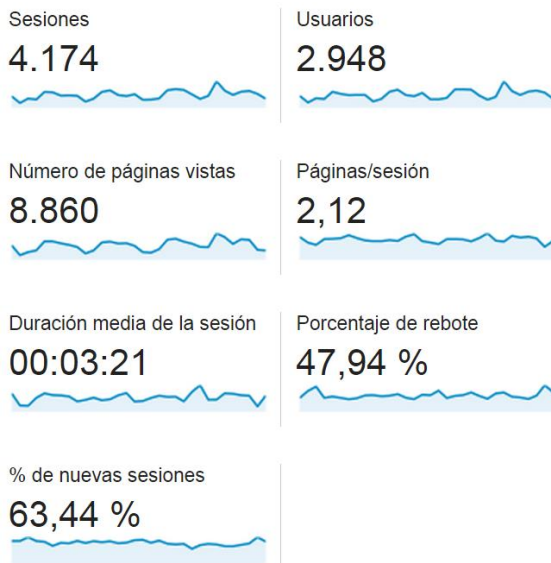 Sesiones
4.174
Usuarios
2.948
Número de páginas vistas
8.860
Páginas/sesión
2,12
Duración media de la sesión
00:03:21
Porcentaje de rebote
47,94 %
% de nuevas sesiones
63,44 %